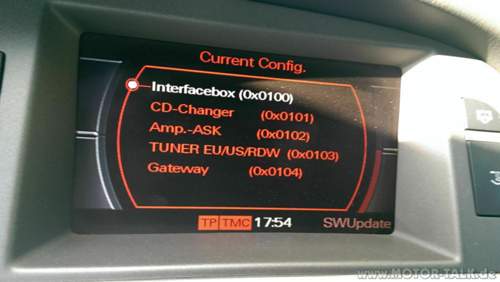 Current Config.
Interfacebox (0x0100)
CD-Changer (0x0101)
Amp.-ASK (0x0102)
TUNER EU/US/RDW (0x0103)
Gateway (0x0104)
TP TMC 17:54 SWUpdate
www.MOTOR-TALK.de